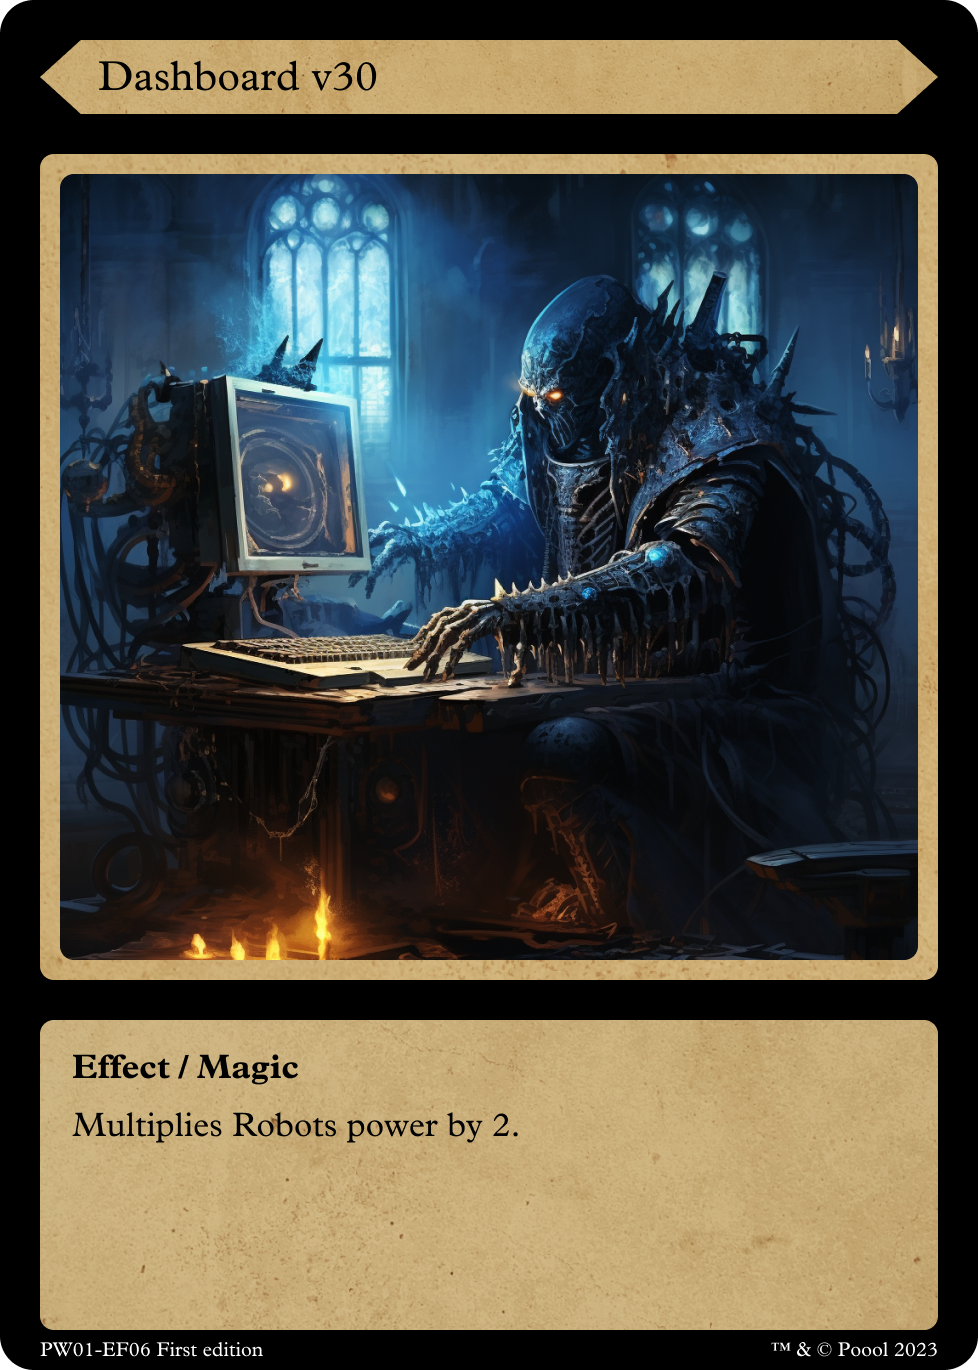 Dashboard v30
Effect / Magic
Multiplies Robots power by 2.
PW01-EF06 First edition
™ & © Poool 2023